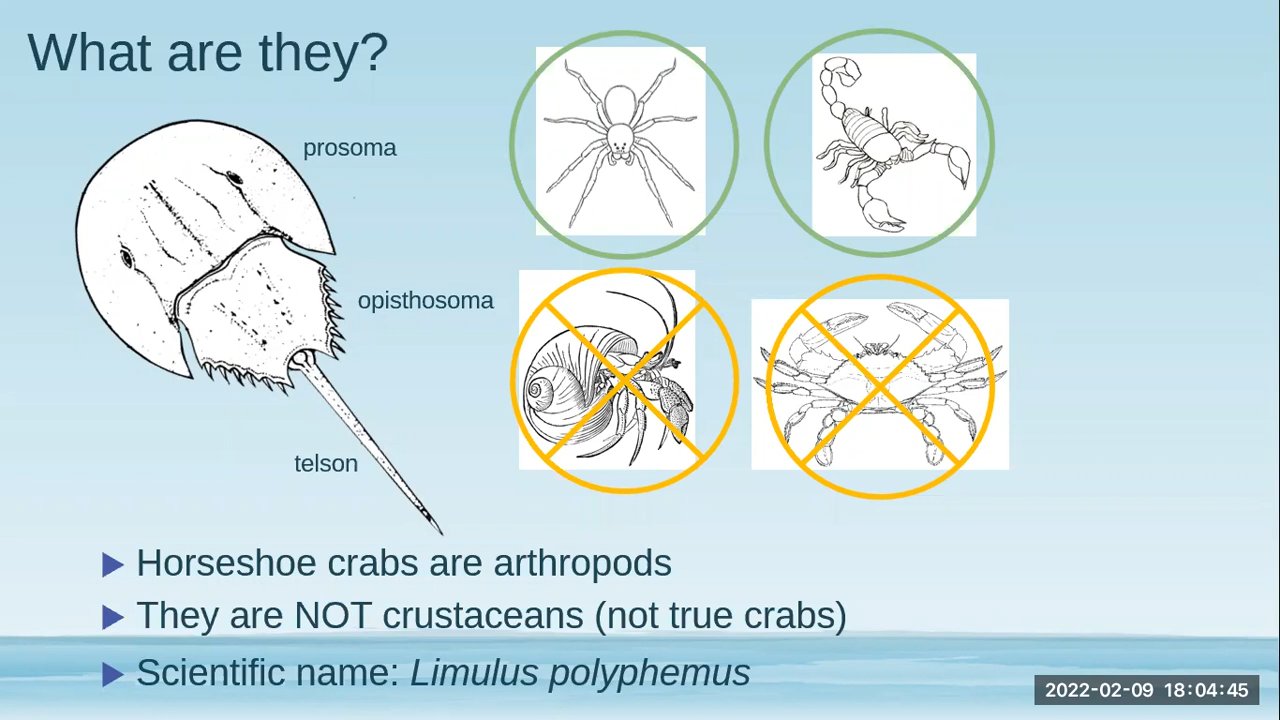 What are they?
prosoma
opisthosoma
telson
Horseshoe crabs are arthropods
They are NOT crustaceans (not true crabs)
Scientific name: Limulus polyphemus
2022-02-09 18:04:45